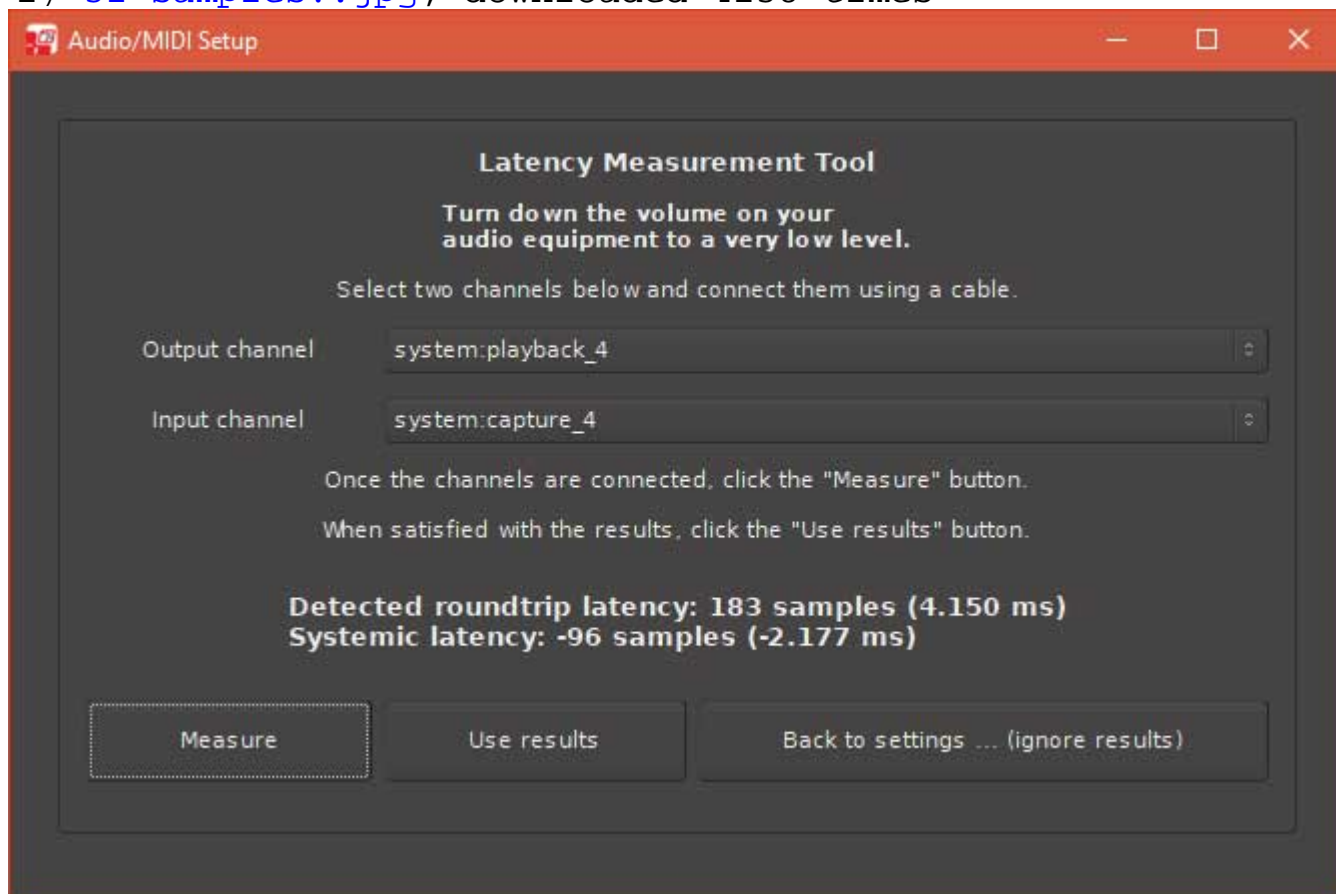 Audio/MIDI Setup
Latency Measurement Tool
Turn down the volume on your
audio equipment to a very low level.
Select two channels below and connect them using a cable.
Output channel system:playback_4
Input channel system:capture_4
Once the channels are connected, click the "Measure" button.
When satisfied with the results, click the "Use results" button.
Detected roundtrip latency: 183 samples (4.150 ms)
Systemic latency: -96 samples (-2.177 ms)
Measure Use results Back to settings ... (ignore results)